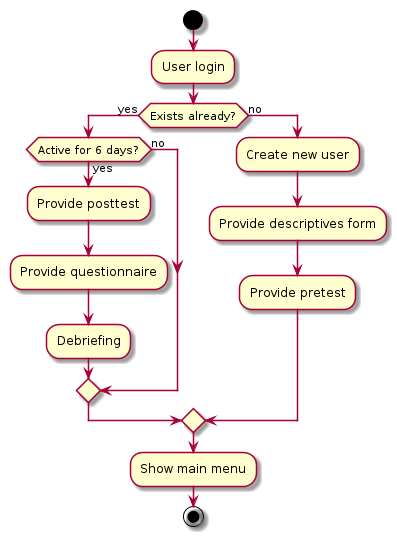 User login
yes
Exists already?
no
Active for 6 days?
no
Create new user
yes
Provide posttest
Provide descriptives form
Provide questionnaire
Provide pretest
Debriefing
Show main menu